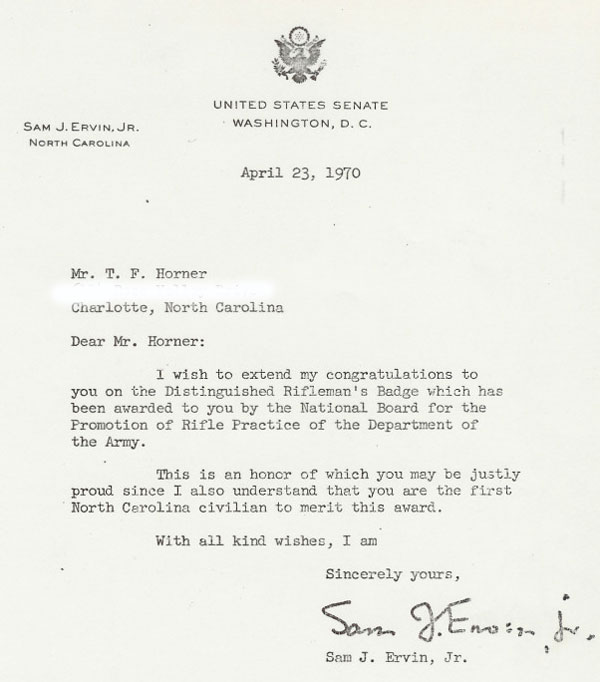 UNITED STATES SENATE
WASHINGTON, D. C.
SAM J. ERVIN, JR.
NORTH CAROLINA
April 23, 1970
Mr. T. F. Horner
Charlotte, North Carolina
Dear Mr. Horner:
I wish to extend my congratulations to
you on the Distinguished Rifleman's Badge which has
been awarded to you by the National Board for the
Promotion of Rifle Practice of the Department of
the Army.
This is an honor of which you may be justly
proud since I also understand that you are the first
North Carolina civilian to merit this award.
With all kind wishes, I am
Sincerely yours,
Sam J. Ervin, Jr.
Sam J. Ervin, Jr.